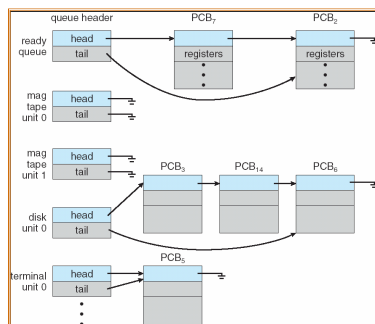 queue header PCB7 PCB2
ready queue
head
tail
registers
registers
mag tape unit 0
head
tail
mag tape unit 1
head
tail
PCB3 PCB14 PCB6
disk unit 0
head
tail
PCB5
terminal unit 0
head
tail